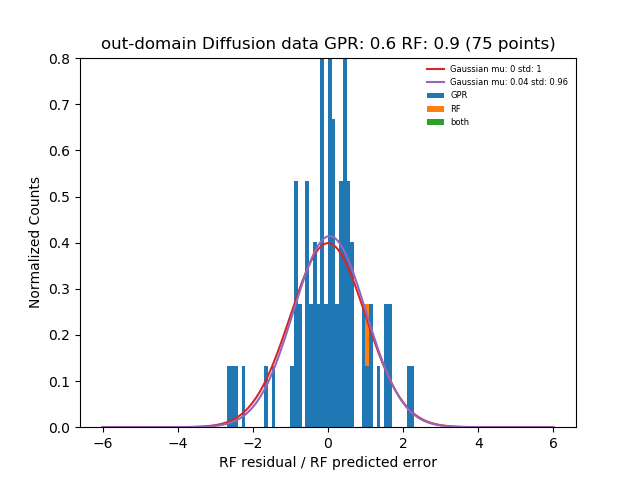 out-domain Diffusion data GPR: 0.6 RF: 0.9 (75 points)
Gaussian mu: 0 std: 1
Gaussian mu: 0.04 std: 0.96
GPR
RF
both
Normalized Counts
0.8
0.7
0.6
0.5
0.4
0.3
0.2
0.1
0.0
−6 −4 −2 0 2 4 6
RF residual / RF predicted error